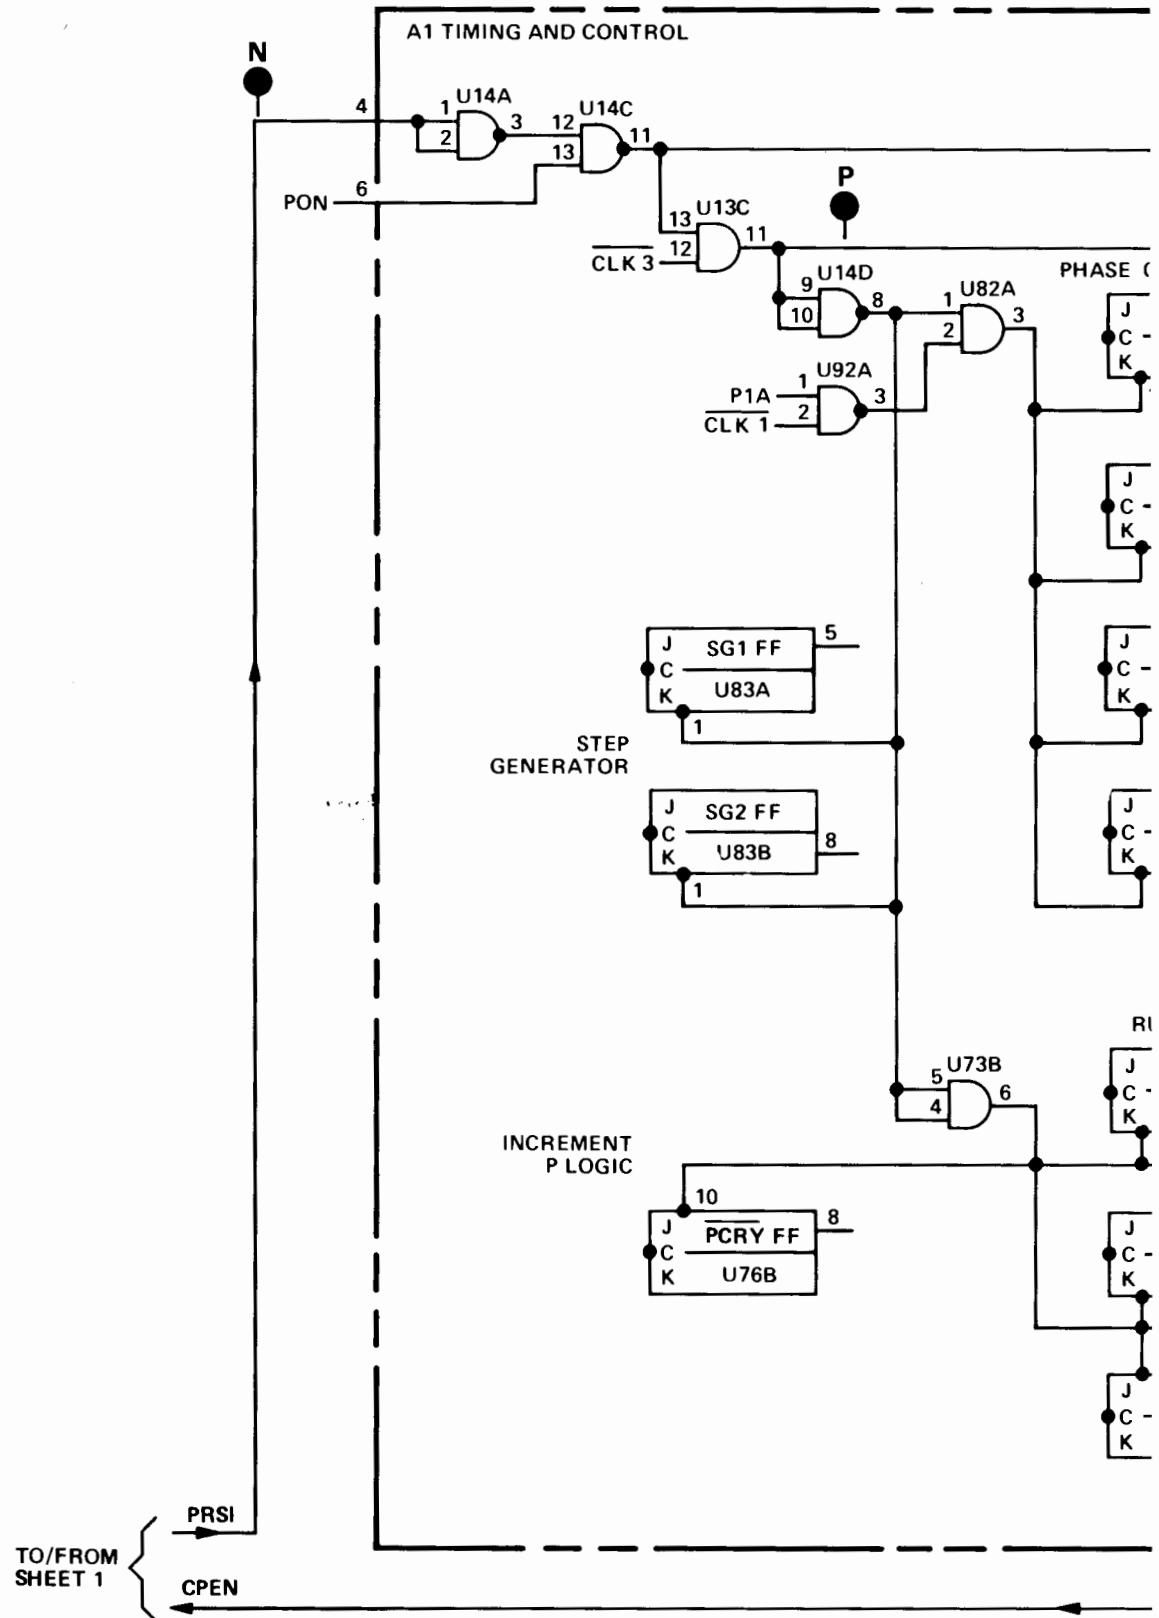 A1 TIMING AND CONTROL
N
4
1
2
U14A
3
12
13
U14C
11
PON
6
P
13
12
U13C
11
CLK 3
9
10
U14D
8
1
2
U82A
3
PHASE
J
C
K
P1A
CLK 1
1
2
U92A
3
J
C
K
J
C
K
SG1 FF
U83A
5
1
J
C
K
STEP
GENERATOR
J
C
K
SG2 FF
U83B
8
1
J
C
K
5
4
U73B
6
J
C
K
INCREMENT
P LOGIC
10
J
C
K
PCRY FF
U76B
8
J
C
K
J
C
K
PRSI
TO/FROM
SHEET 1
CPEN